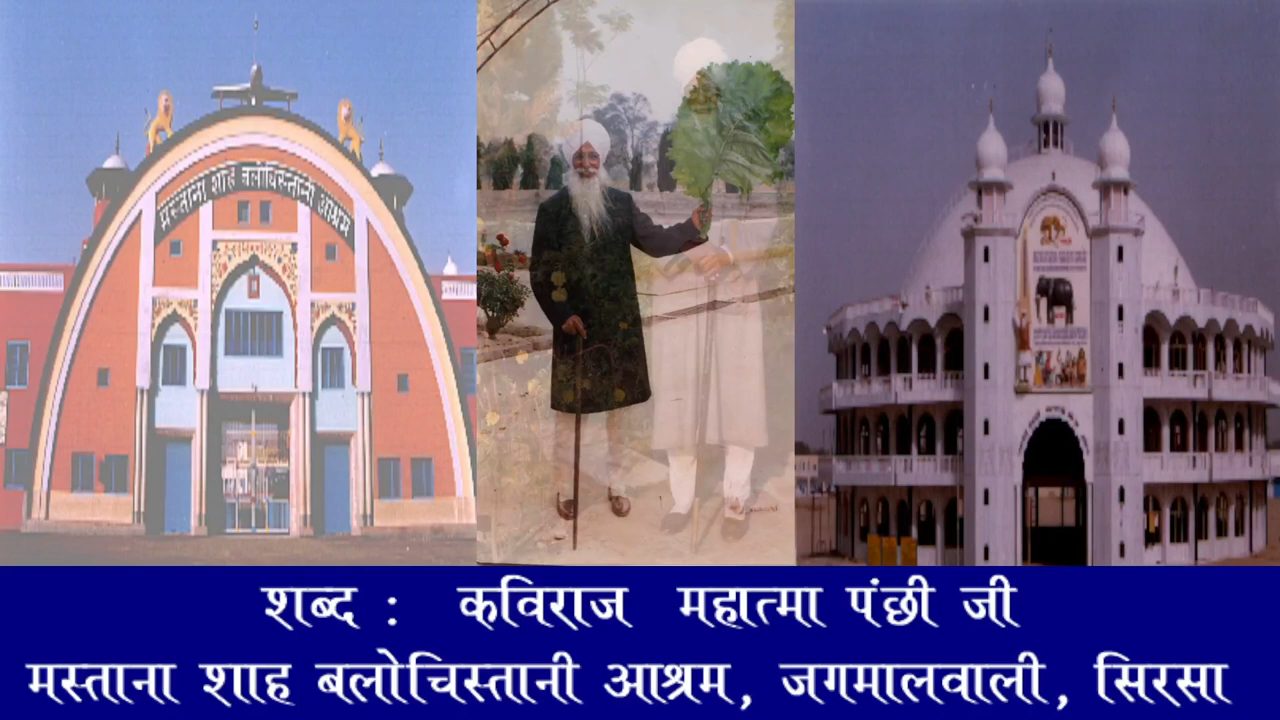 मस्ताना शाह बलोचिस्तानी आश्रम
शब्द : कविराज महात्मा पंछी जी
मस्ताना शाह बलोचिस्तानी आश्रम, जगमालवाली, सिरसा